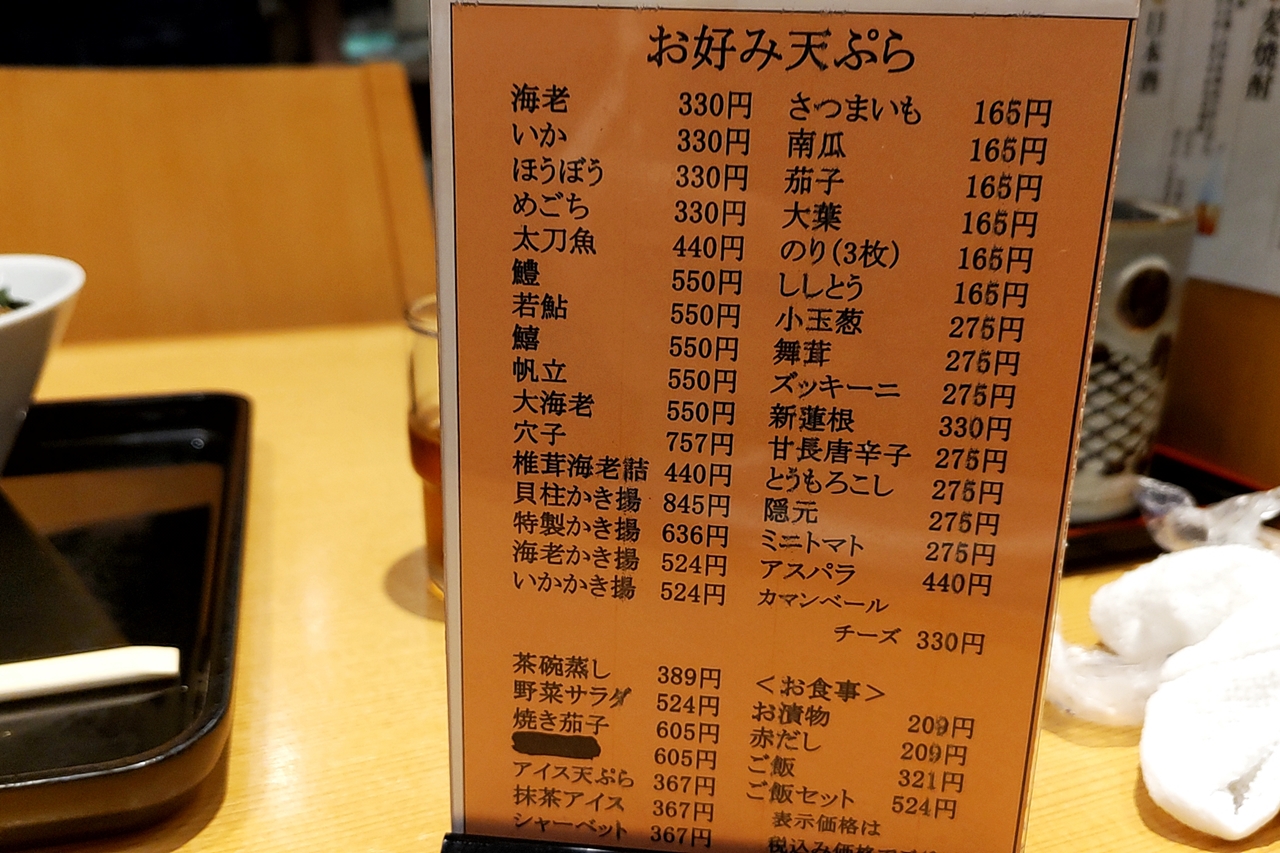 お好み天ぷら
海老 330円
いか 330円
ほうぼう 330円
めごち 330円
太刀魚 440円
鱧 550円
若鮎 550円
鱚 550円
帆立 550円
大海老 550円
穴子 757円
椎茸海老詰 440円
貝柱かき揚 845円
特製かき揚 636円
海老かき揚 524円
いかかき揚 524円
さつまいも 165円
南瓜 165円
茄子 165円
大葉 165円
のり(3枚) 165円
ししとう 165円
小玉葱 275円
舞茸 275円
ズッキーニ 275円
新蓮根 330円
甘長唐辛子 275円
とうもろこし 275円
隠元 275円
ミニトマト 275円
アスパラ 440円
カマンベール
チーズ 330円
茶碗蒸し 389円
野菜サラダ 524円
焼き茄子 605円
605円
アイス天ぷら 367円
抹茶アイス 367円
シャーベット 367円
＜お食事＞
お漬物 209円
赤だし 209円
ご飯 321円
ご飯セット 524円
表示価格は
税込み価格
日本酒
麦焼酎